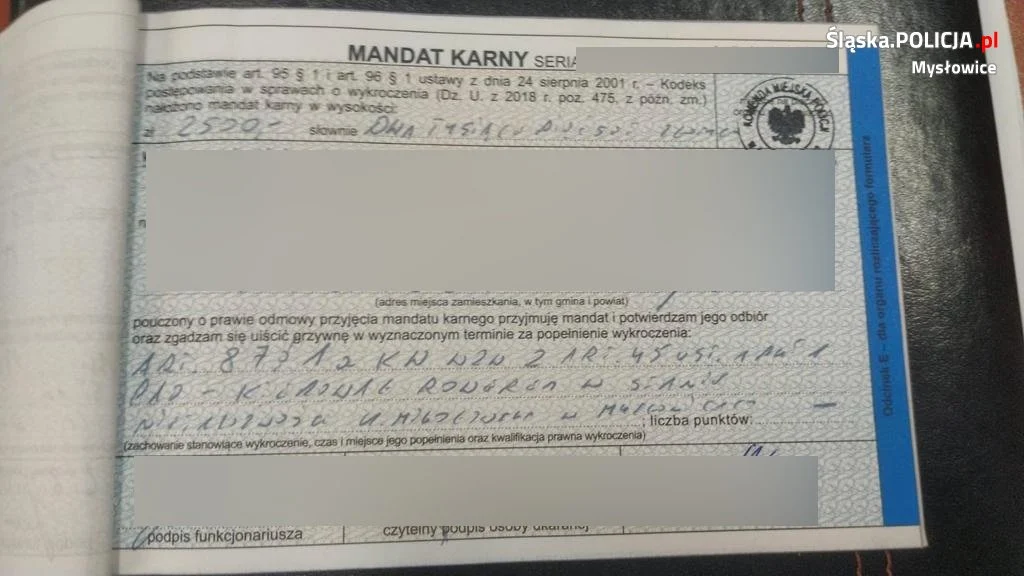 Śląska.POLICJA.pl
Mysłowice
MANDAT KARNY SERIA
Na podstawie art. 95 § 1 i art. 96 § 1 ustawy z dnia 24 sierpnia 2001 r. – Kodeks
postępowania w sprawach o wykroczenia (Dz. U. z 2018 r. poz. 475, z późn. zm.)
nałożono mandat karny w wysokości:
zł 2500,- słownie DWA TYSIĄCE PIĘĆSET
KOMENDA MIEJSKA POLICJI
(adres miejsca zamieszkania, w tym gmina i powiat)
pouczony o prawie odmowy przyjęcia mandatu karnego przyjmuję mandat i potwierdzam jego odbiór
oraz zgadzam się uiścić grzywnę w wyznaczonym terminie za popełnienie wykroczenia:
ART. 87 § 1a KW W ZW Z ART. 45 UST. 1 PKT 1
PRD – KIEROWAŁ ROWEREM W STANIE
W
; liczba punktów: –
(zachowanie stanowiące wykroczenie, czas i miejsce jego popełnienia oraz kwalifikacja prawna wykroczenia)
podpis funkcjonariusza
czytelny podpis osoby ukaranej
Odcinek E – dla organu rozliczającego formularz